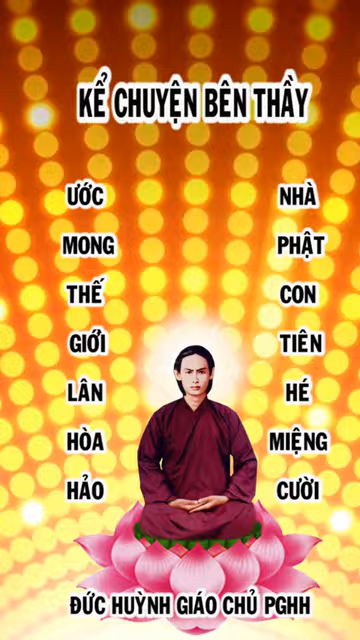 KỂ CHUYỆN BÊN THẦY
ƯỚC
MONG
THẾ
GIỚI
LÂN
HÒA
HẢO
NHÀ
PHẬT
CON
TIÊN
HÉ
MIỆNG
CƯỜI
ĐỨC HUỲNH GIÁO CHỦ PGHH